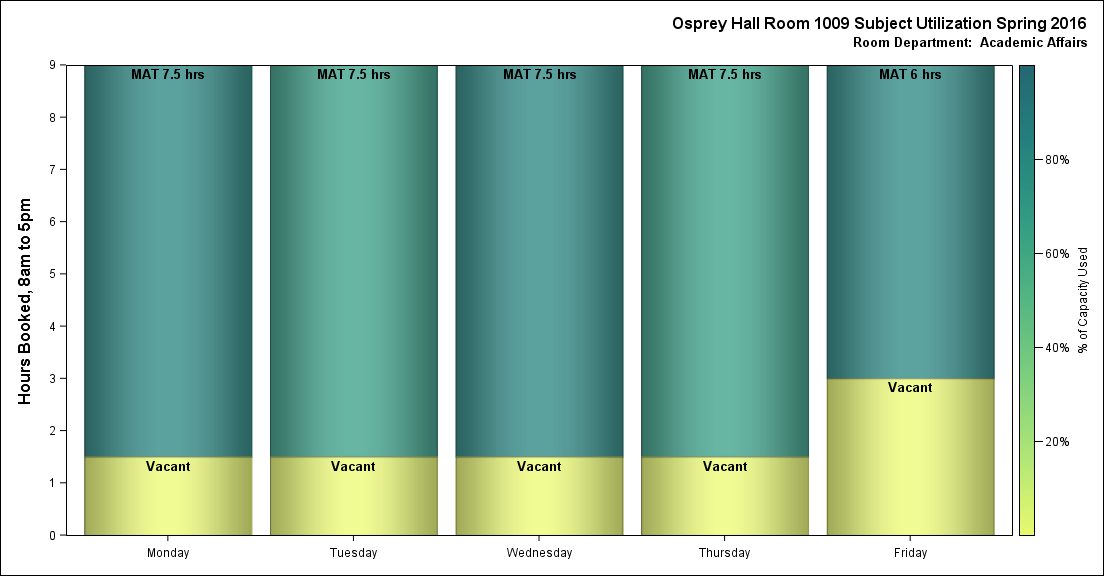 Osprey Hall Room 1009 Subject Utilization Spring 2016
Room Department:  Academic Affairs
Hours Booked, 8am to 5pm
9
8
7
6
5
4
3
2
1
0
MAT 7.5 hrs
MAT 7.5 hrs
MAT 7.5 hrs
MAT 7.5 hrs
MAT 6 hrs
Vacant
Vacant
Vacant
Vacant
Vacant
Monday
Tuesday
Wednesday
Thursday
Friday
80%
60%
40%
20%
% of Capacity Used